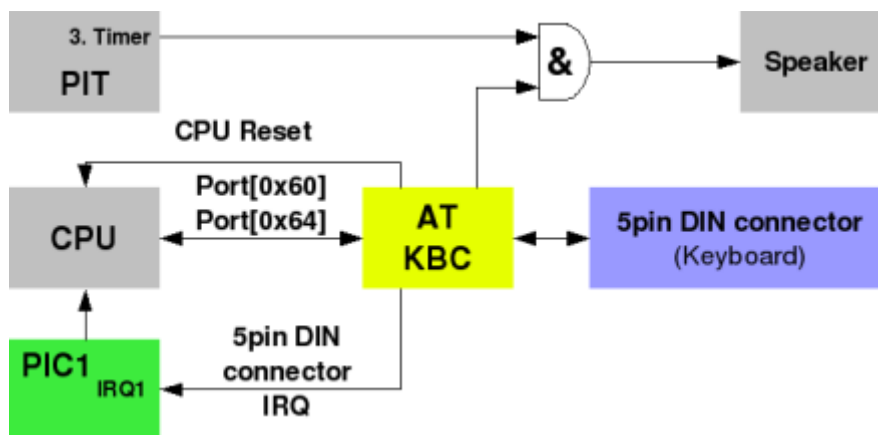 3. Timer
PIT
&
Speaker
CPU Reset
Port[0x60]
Port[0x64]
CPU
AT
KBC
5pin DIN connector
(Keyboard)
PIC1
IRQ1
5pin DIN
connector
IRQ